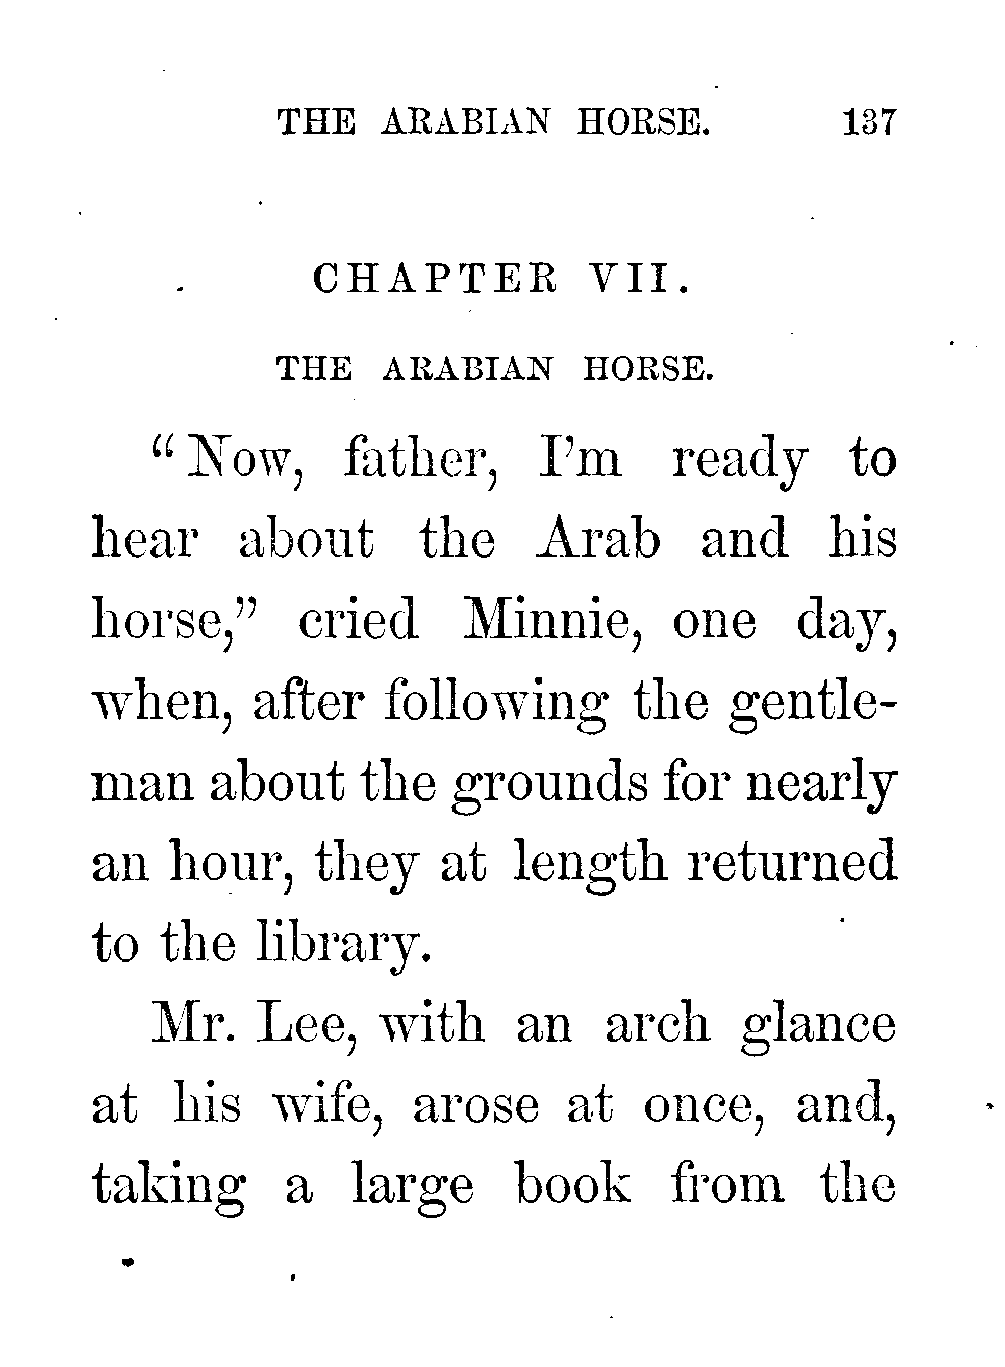 THE ARABIAN HORSE. 137
CHAPTER VII.
THE ARABIAN HORSE.
"Now, father, I'm ready to
hear about the Arab and his
horse," cried Minnie, one day,
when, after following the gentle-
man about the grounds for nearly
an hour, they at length returned
to the library.
Mr. Lee, with an arch glance
at his wife, arose at once, and,
taking a large book from the